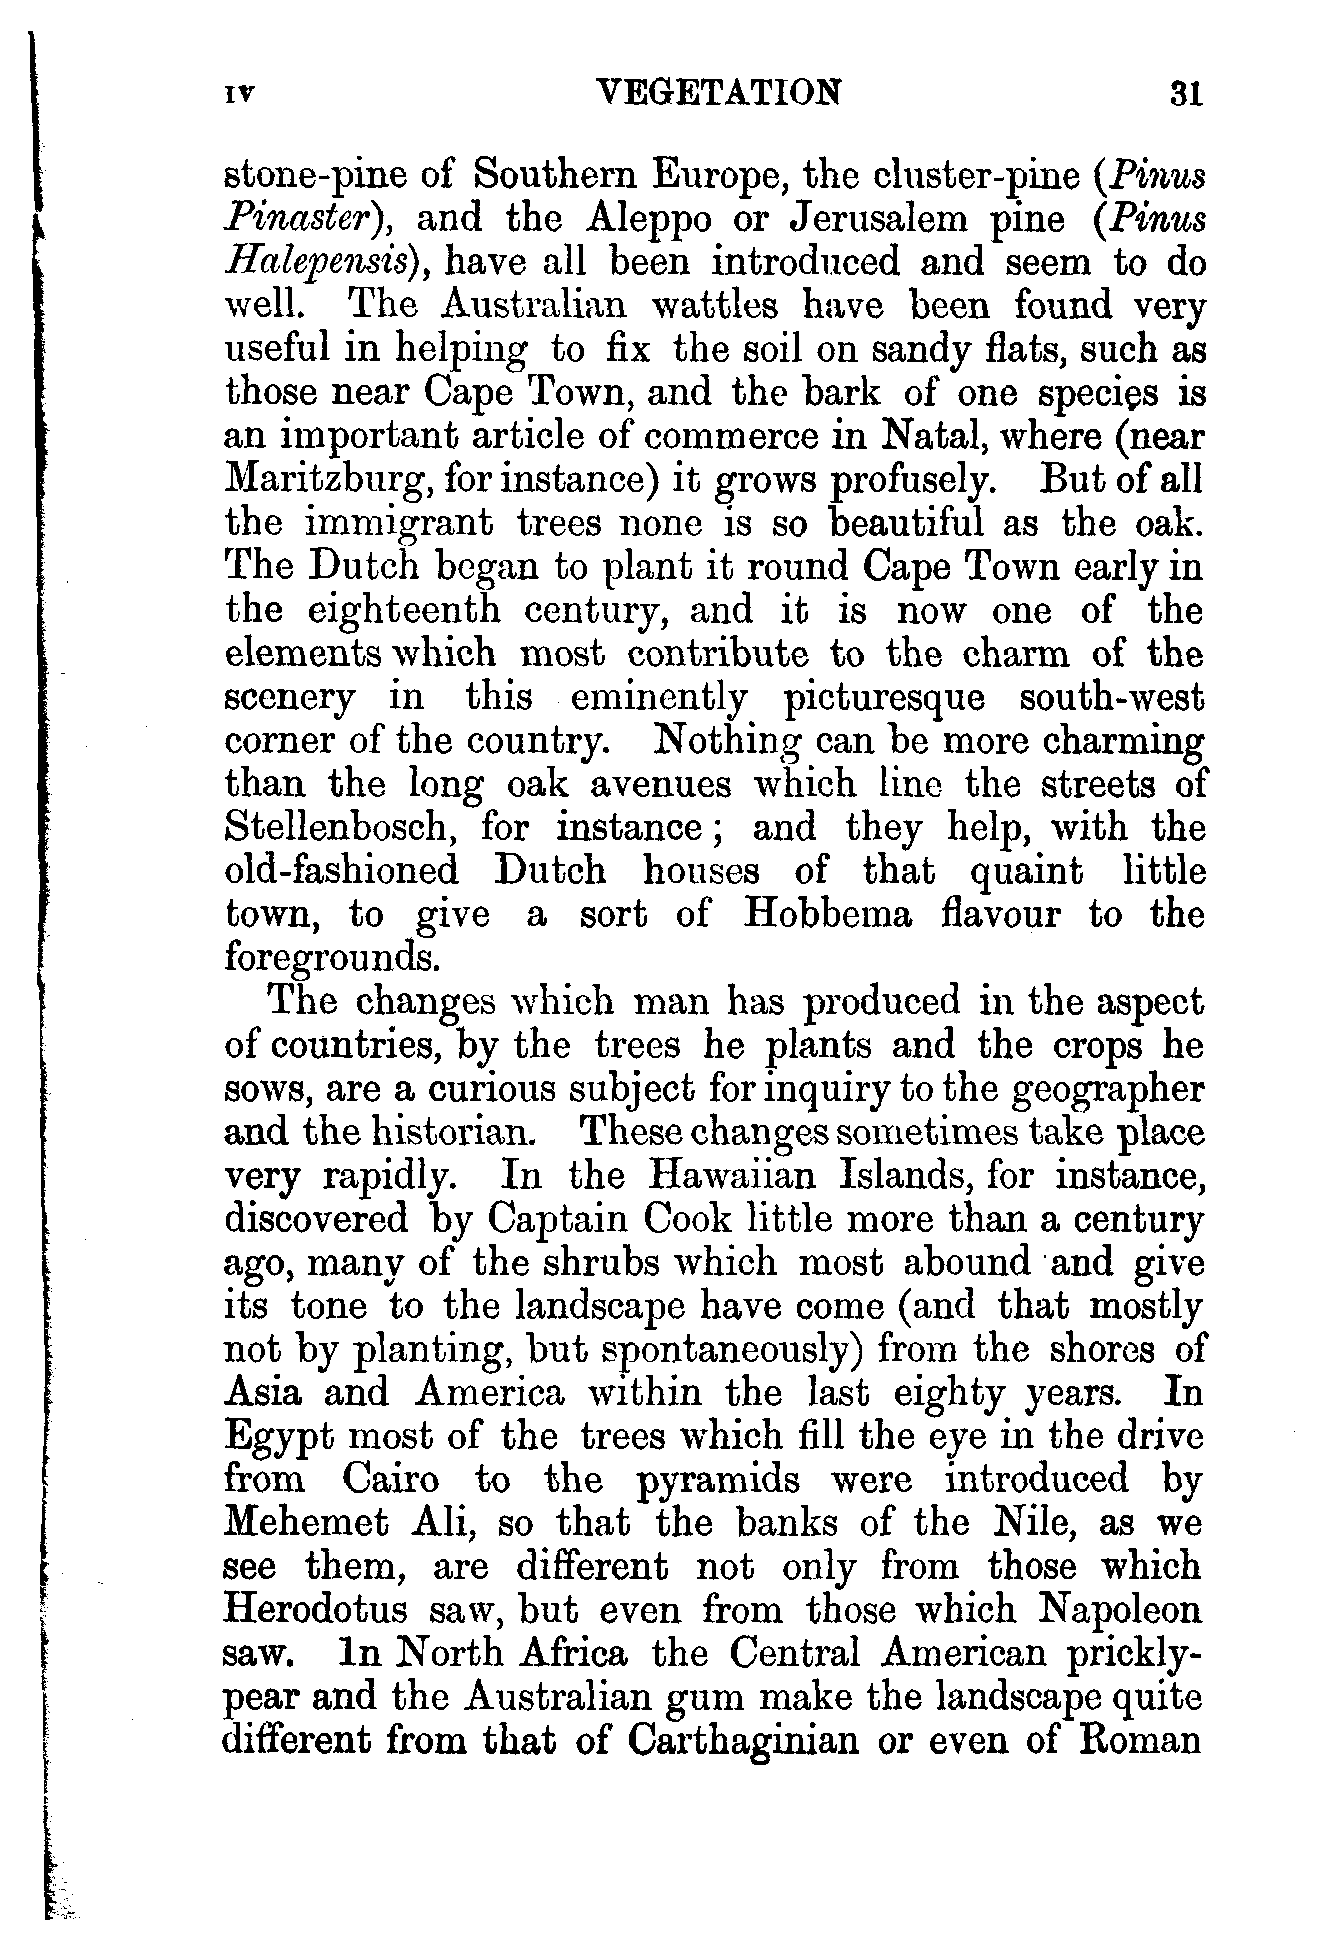 IV VEGETATION 31
stone-pine of Southern Europe, the cluster-pine (Pinus
Pinaster), and the Aleppo or Jerusalem pine (Pinus
Halepensis), have all been introduced and seem to do
well. The Australian wattles have been found very
useful in helping to fix the soil on sandy flats, such as
those near Cape Town, and the bark of one species is
an important article of commerce in Natal, where (near
Maritzburg, for instance) it grows profusely. But of all
the immigrant trees none is so beautiful as the oak.
The Dutch began to plant it round Cape Town early in
the eighteenth century, and it is now one of the
elements which most contribute to the charm of the
scenery in this eminently picturesque south-west
corner of the country. Nothing can be more charming
than the long oak avenues which line the streets of
Stellenbosch, for instance; and they help, with the
old-fashioned Dutch houses of that quaint little
town, to give a sort of Hobbema flavour to the
foregrounds.
The changes which man has produced in the aspect
of countries, by the trees he plants and the crops he
sows, are a curious subject for inquiry to the geographer
and the historian. These changes sometimes take place
very rapidly. In the Hawaiian Islands, for instance,
discovered by Captain Cook little more than a century
ago, many of the shrubs which most abound and give
its tone to the landscape have come (and that mostly
not by planting, but spontaneously) from the shores of
Asia and America within the last eighty years. In
Egypt most of the trees which fill the eye in the drive
from Cairo to the pyramids were introduced by
Mehemet Ali, so that the banks of the Nile, as we
see them, are different not only from those which
Herodotus saw, but even from those which Napoleon
saw. In North Africa the Central American prickly-
pear and the Australian gum make the landscape quite
different from that of Carthaginian or even of Roman